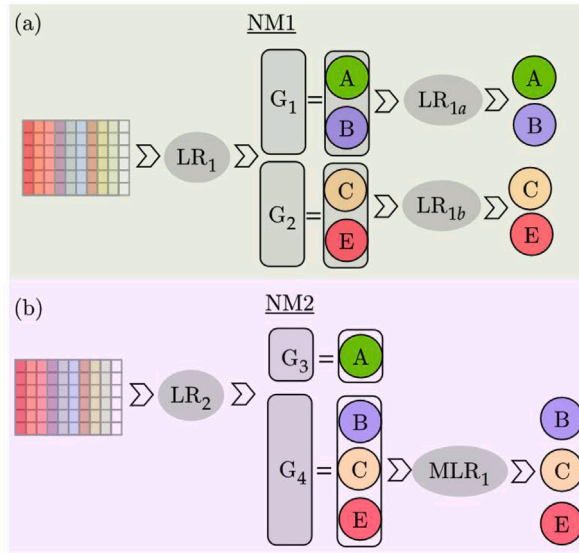 (a)
NM1
LR₁
G₁ = A B
LR₁ₐ
A
B
G₂ = C E
LR₁b
C
E
(b)
NM2
LR₂
G₃ = A
G₄ = B C E
MLR₁
B
C
E